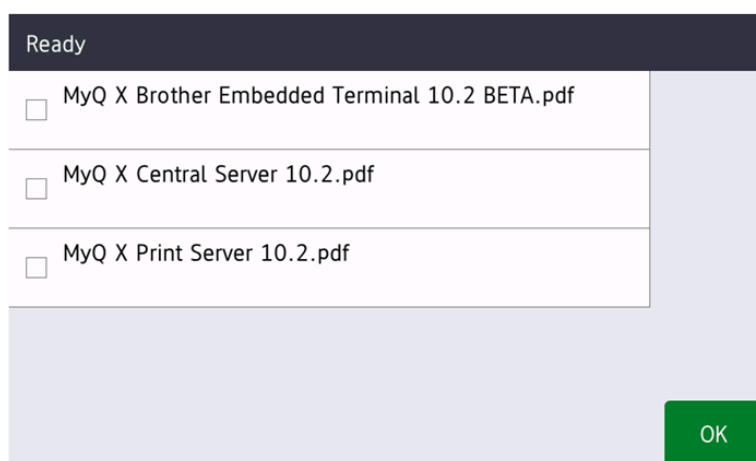 Ready
MyQ X Brother Embedded Terminal 10.2 BETA.pdf
MyQ X Central Server 10.2.pdf
MyQ X Print Server 10.2.pdf
OK